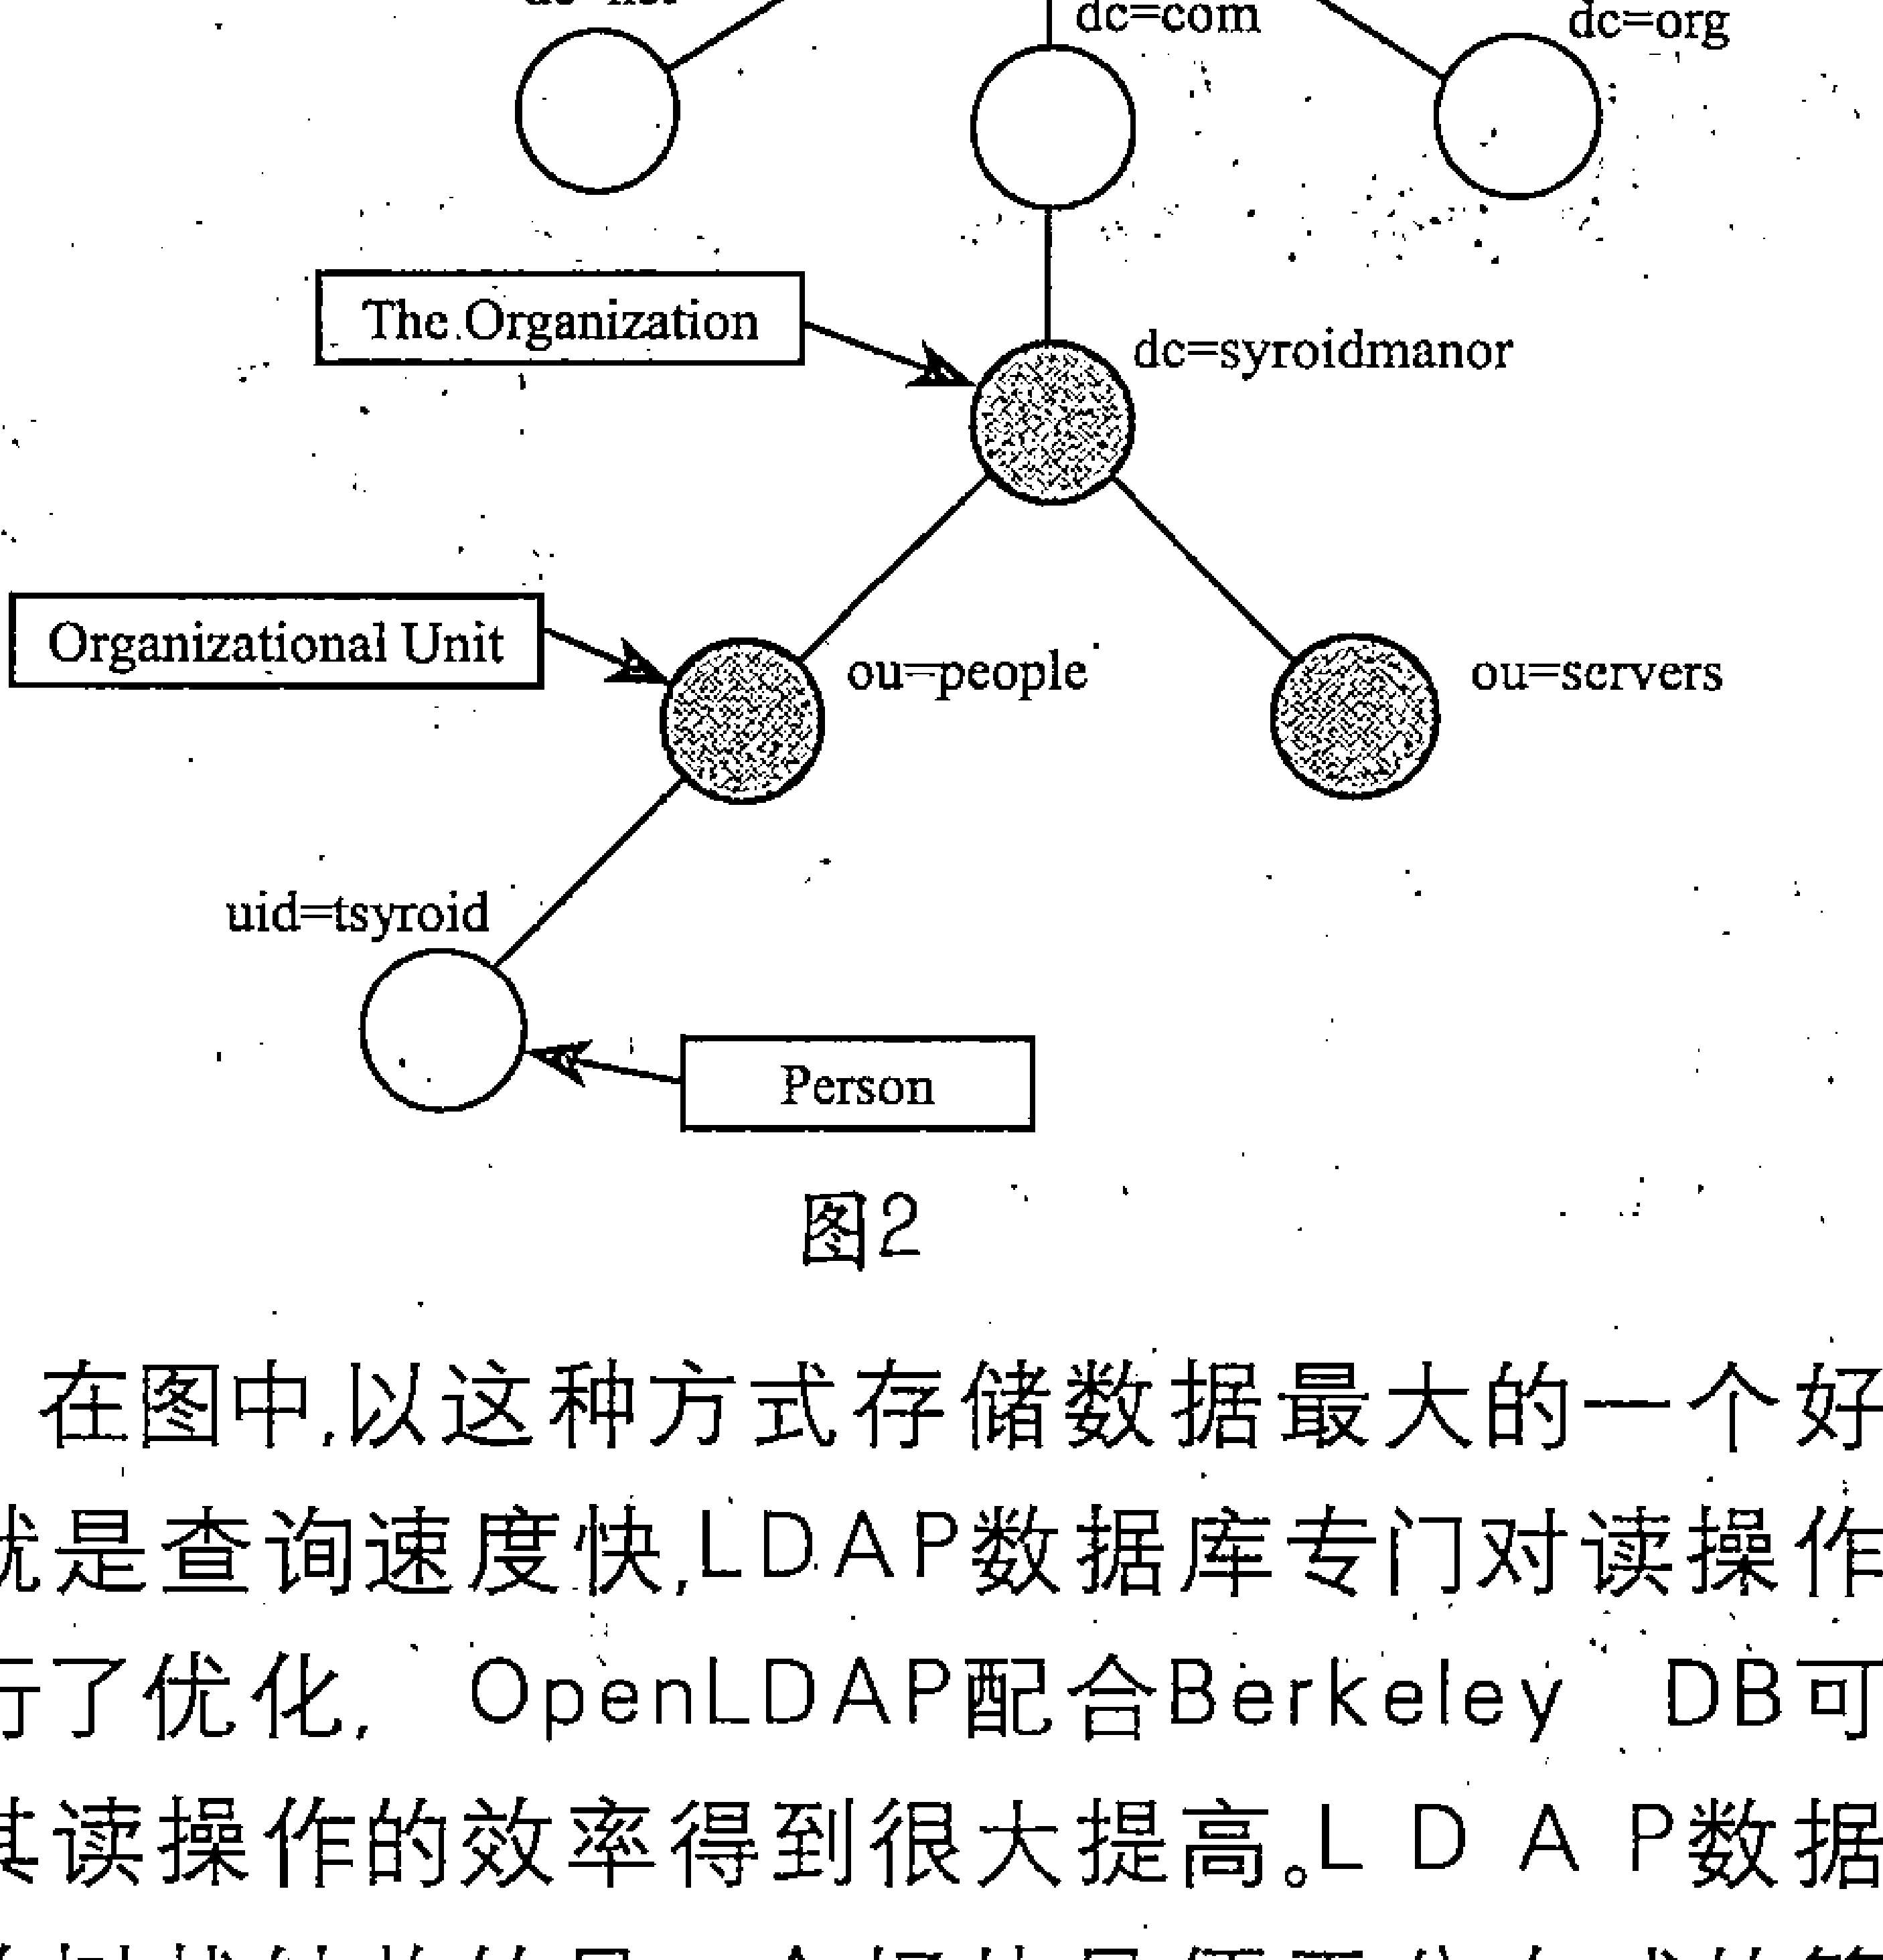 dc=com
dc=org
The Organization
dc=syroidmanor
Organizational Unit
ou=people
ou=servers
uid=tsyroid
Person
图2
在图中,以这种方式存储数据最大的一个好
就是查询速度快,LDAP数据库专门对读操作
行了优化, OpenLDAP配合Berkeley DB可
其读操作的效率得到很大提高。LDAP数据